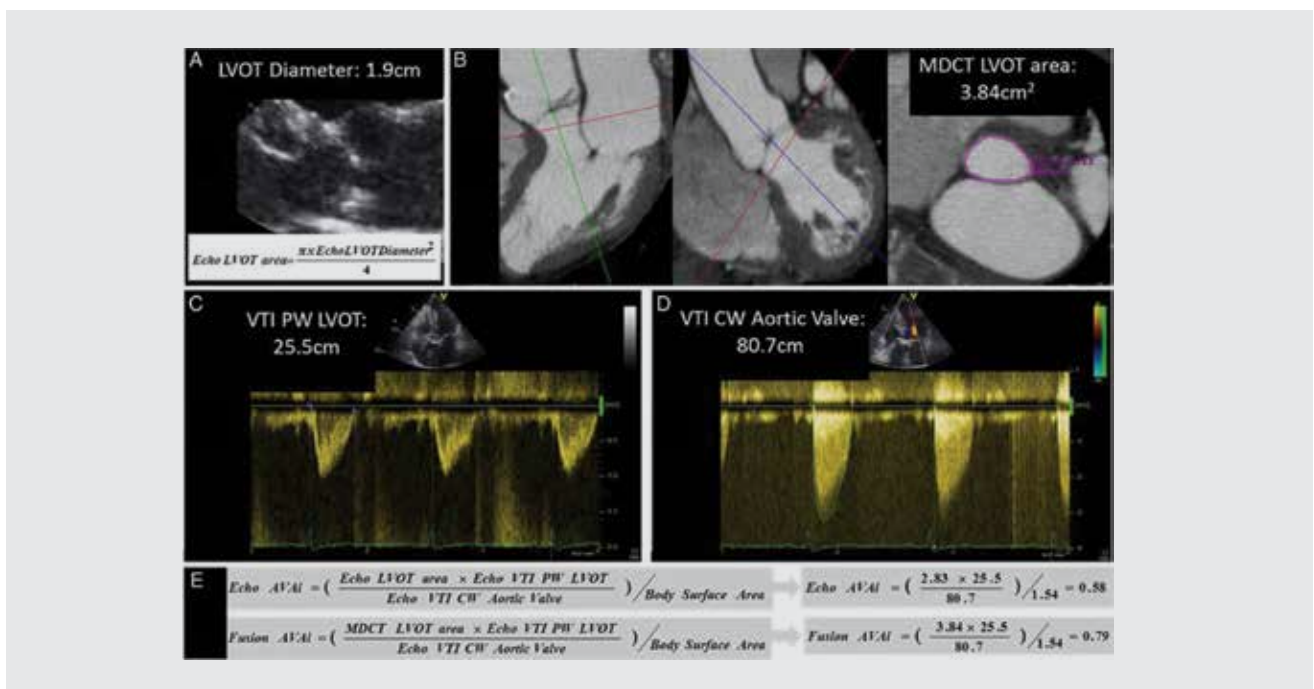 A
LVOT Diameter: 1.9cm
Echo LVOT area= πxEchoLVOTDiameter² / 4
B
MDCT LVOT area:
3.84cm²
C
VTI PW LVOT:
25.5cm
D
VTI CW Aortic Valve:
80.7cm
E
Echo AVAi = ( Echo LVOT area × Echo VTI PW LVOT / Echo VTI CW Aortic Valve ) / Body Surface Area
Echo AVAi = ( 2.83 × 25.5 / 80.7 ) / 1.54 = 0.58
Fusion AVAi = ( MDCT LVOT area × Echo VTI PW LVOT / Echo VTI CW Aortic Valve ) / Body Surface Area
Fusion AVAi = ( 3.84 × 25.5 / 80.7 ) / 1.54 = 0.79